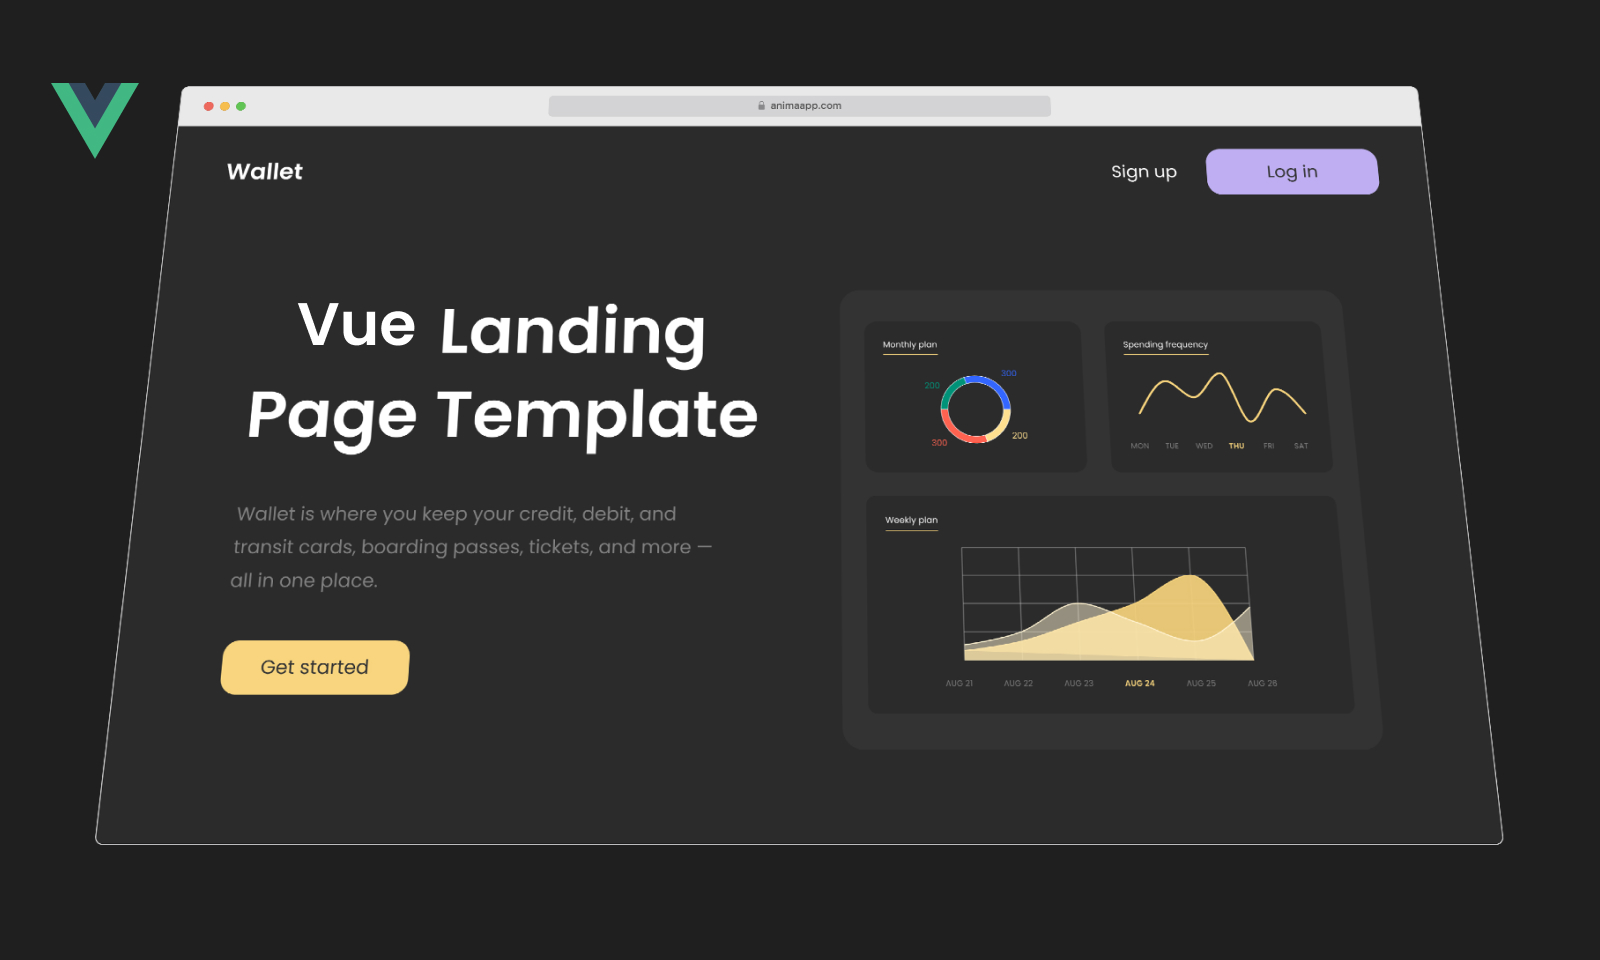 animaapp.com
Wallet
Sign up
Log in
Vue Landing
Page Template
Wallet is where you keep your credit, debit, and
transit cards, boarding passes, tickets, and more —
all in one place.
Get started
Monthly plan
300
200
300
200
Spending frequency
MON TUE WED THU FRI SAT
Weekly plan
AUG 21 AUG 22 AUG 23 AUG 24 AUG 25 AUG 26